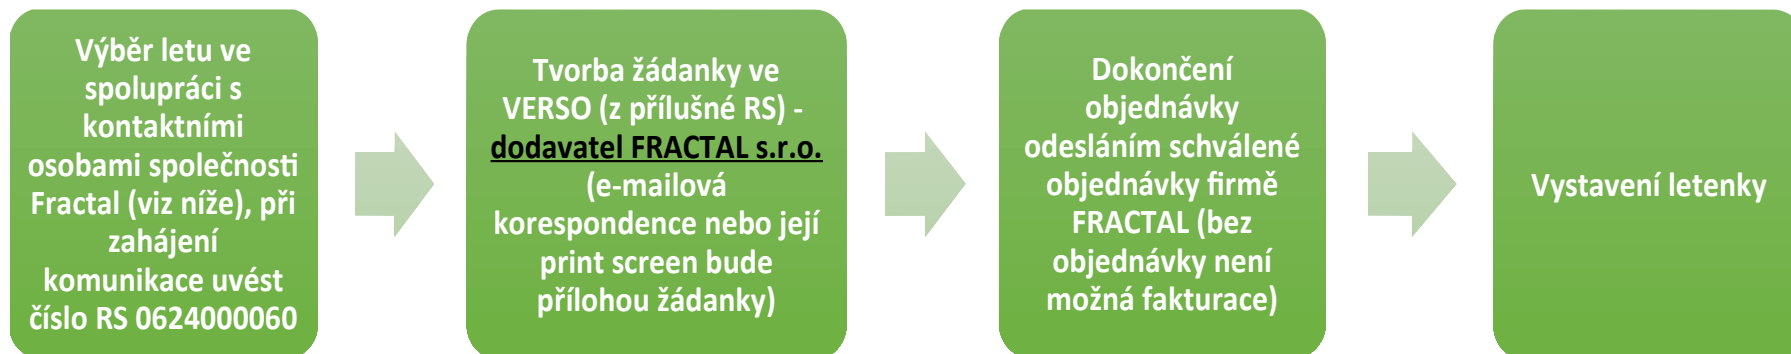 Výběr letu ve
spolupráci s
kontaktními
osobami společnosti
Fractal (viz níže), při
zahájení
komunikace uvést
číslo RS 0624000060
Tvorba žádanky ve
VERSO (z přílušné RS) -
dodavatel FRACTAL s.r.o.
(e-mailová
korespondence nebo její
print screen bude
přílohou žádanky)
Dokončení
objednávky
odesláním schválené
objednávky firmě
FRACTAL (bez
objednávky není
možná fakturace)
Vystavení letenky